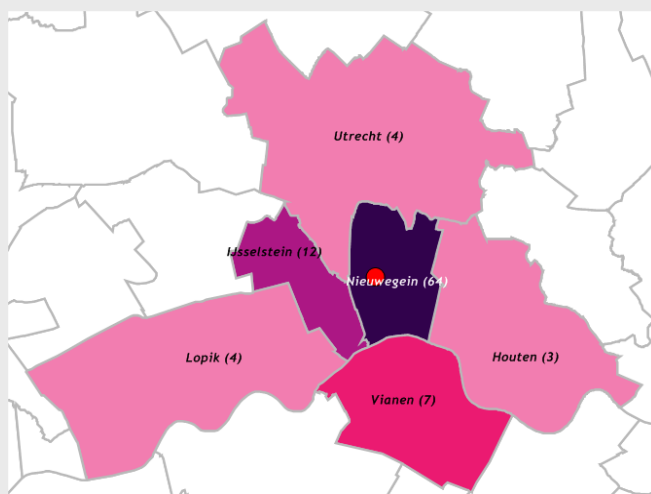 Utrecht (4)
IJsselstein (12)
Nieuwegein (64)
Lopik (4)
Houten (3)
Vianen (7)